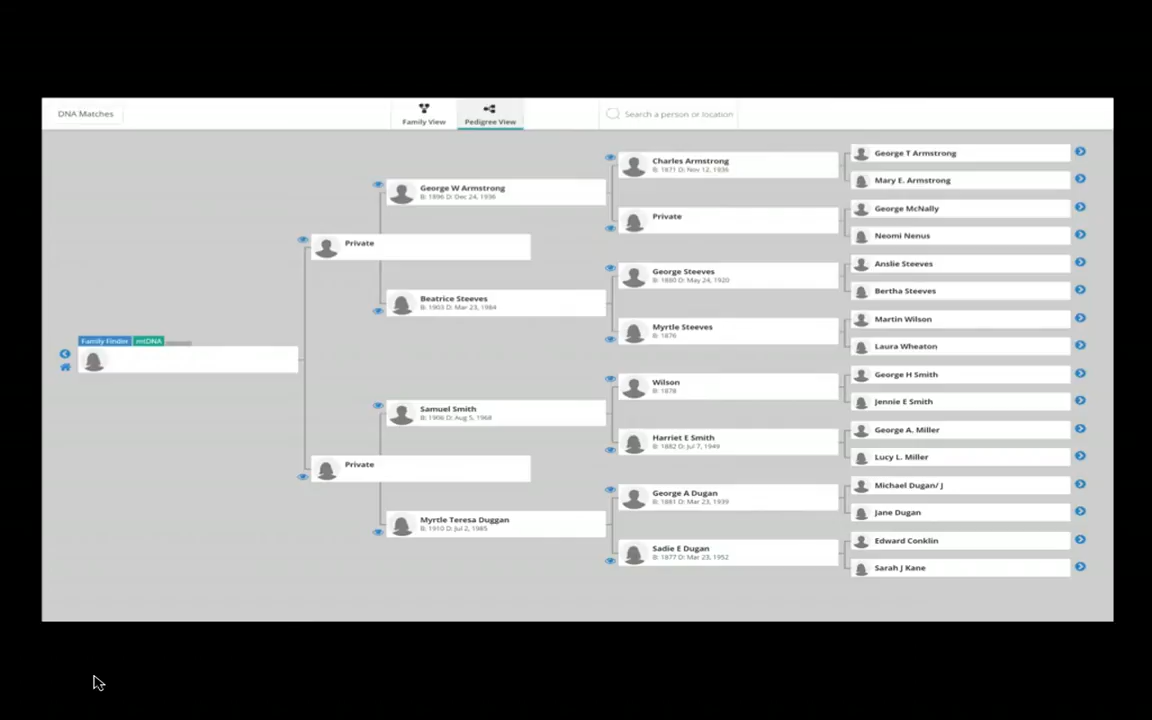 DNA Matches
Family View
Pedigree View
Search a person or location
George T Armstrong
Charles Armstrong
B: 1871 D: Nov 12, 1936
Mary E. Armstrong
George W Armstrong
B: 1896 D: Dec 24, 1936
George McNally
Private
Neomi Nenus
Private
Anslie Steeves
George Steeves
B: 1880 D: May 24, 1920
Bertha Steeves
Beatrice Steeves
B: 1903 D: Mar 23, 1984
Martin Wilson
Myrtle Steeves
B: 1876
Laura Wheaton
Family Finder
mtDNA
George H Smith
Wilson
B: 1878
Jennie E Smith
Samuel Smith
B: 1906 D: Aug 5, 1968
George A. Miller
Harriet E Smith
B: 1882 D: Jul 7, 1949
Lucy L. Miller
Private
Michael Dugan/ J
George A Dugan
B: 1881 D: Mar 23, 1939
Jane Dugan
Myrtle Teresa Duggan
B: 1910 D: Jul 2, 1985
Edward Conklin
Sadie E Dugan
B: 1877 D: Mar 23, 1952
Sarah J Kane